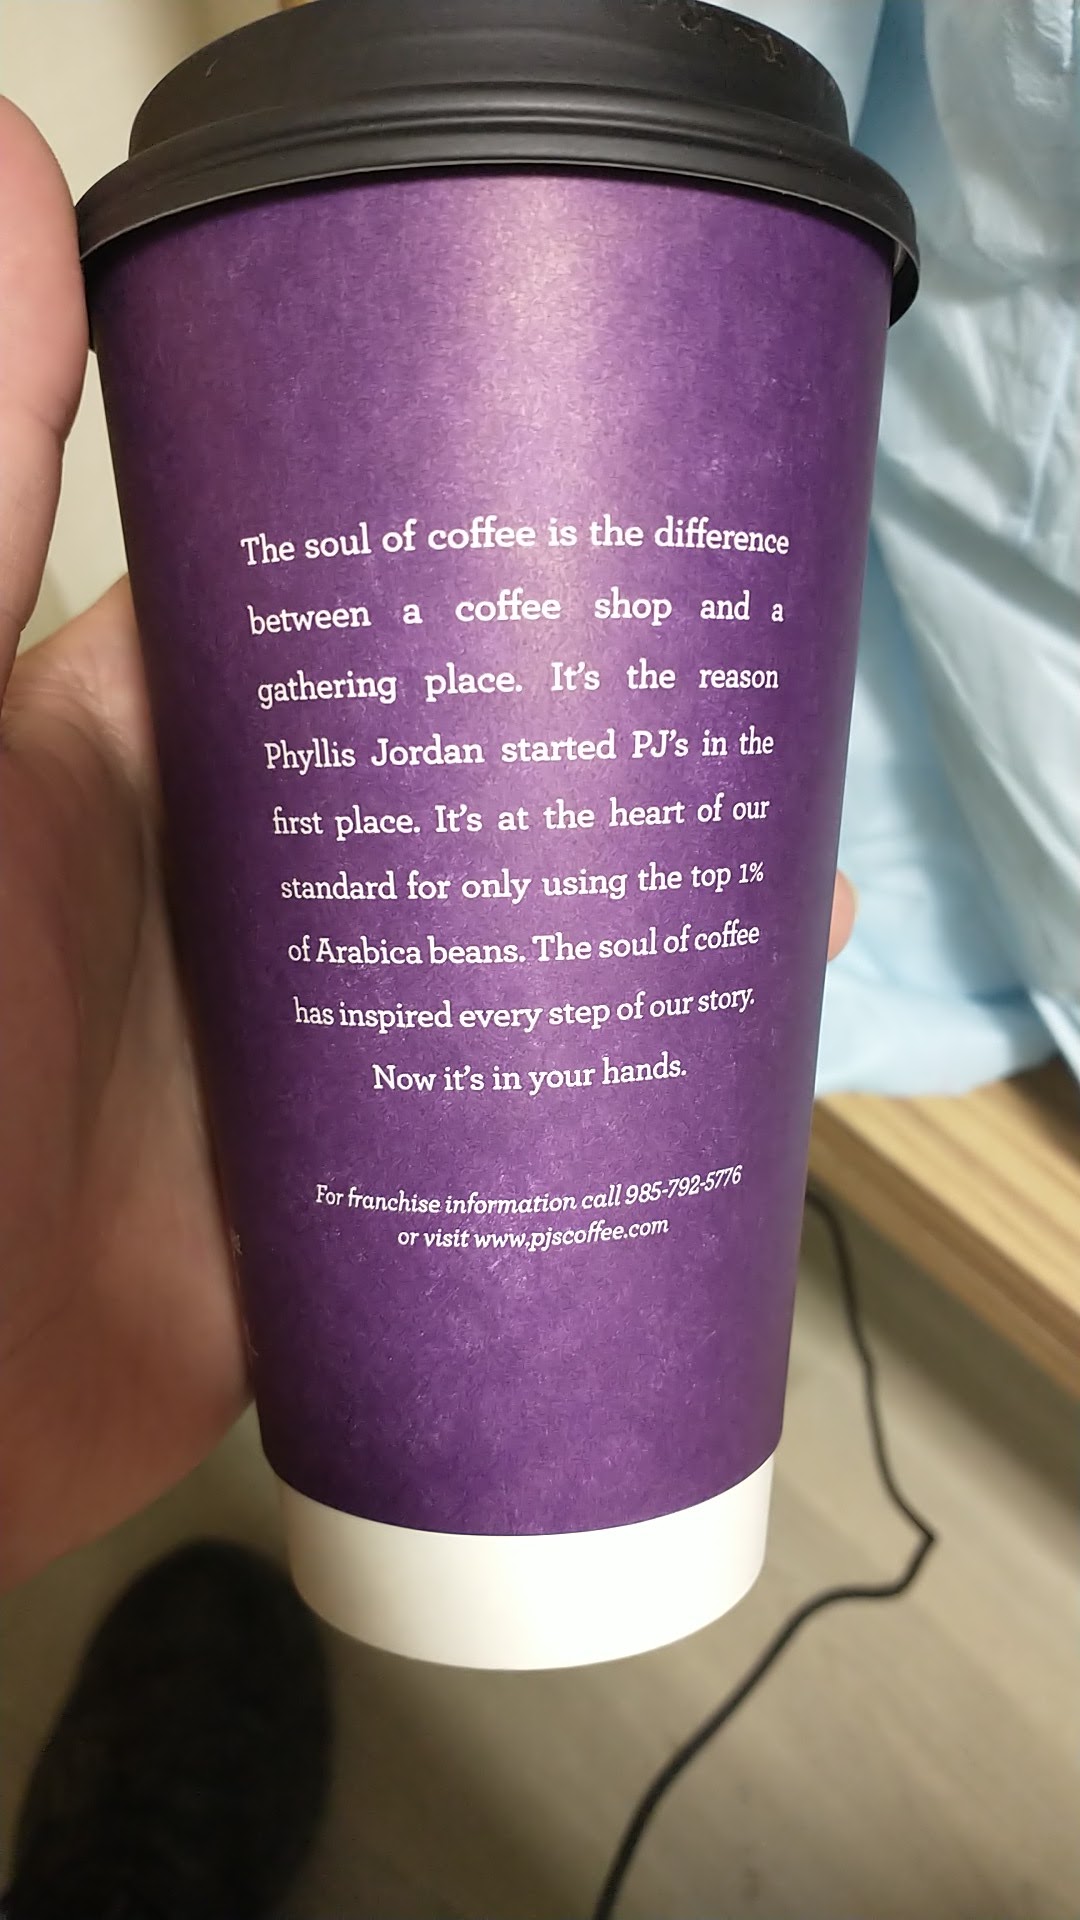 The soul of coffee is the difference
between a coffee shop and a
gathering place. It's the reason
Phyllis Jordan started PJ's in the
first place. It's at the heart of our
standard for only using the top 1%
of Arabica beans. The soul of coffee
has inspired every step of our story.
Now it's in your hands.
For franchise information call 985-792-5776
or visit www.pjscoffee.com